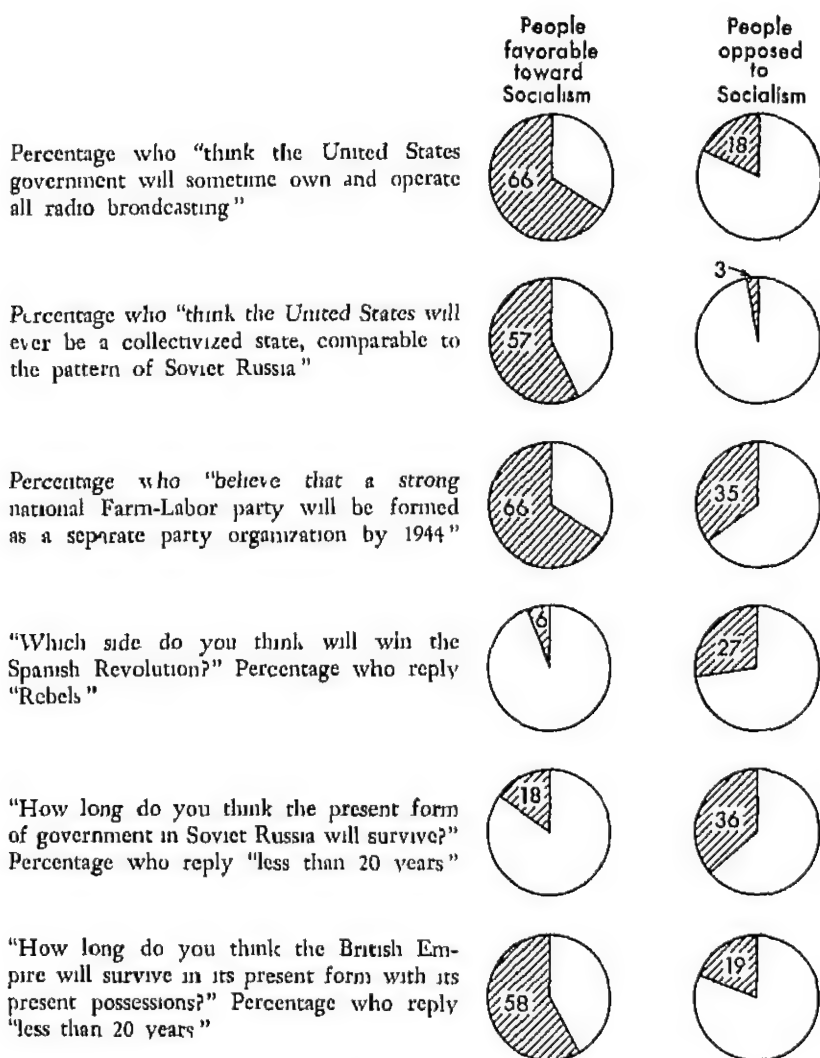 People
favorable
toward
Socialism
People
opposed
to
Socialism
Percentage who "think the United States
government will sometime own and operate
all radio broadcasting"
66
18
Percentage who "think the United States will
ever be a collectivized state, comparable to
the pattern of Soviet Russia"
57
3
Percentage who "believe that a strong
national Farm-Labor party will be formed
as a separate party organization by 1944"
66
35
"Which side do you think will win the
Spanish Revolution?" Percentage who reply
"Rebels"
6
27
"How long do you think the present form
of government in Soviet Russia will survive?"
Percentage who reply "less than 20 years"
18
36
"How long do you think the British Em-
pire will survive in its present form with its
present possessions?" Percentage who reply
"less than 20 years"
58
19